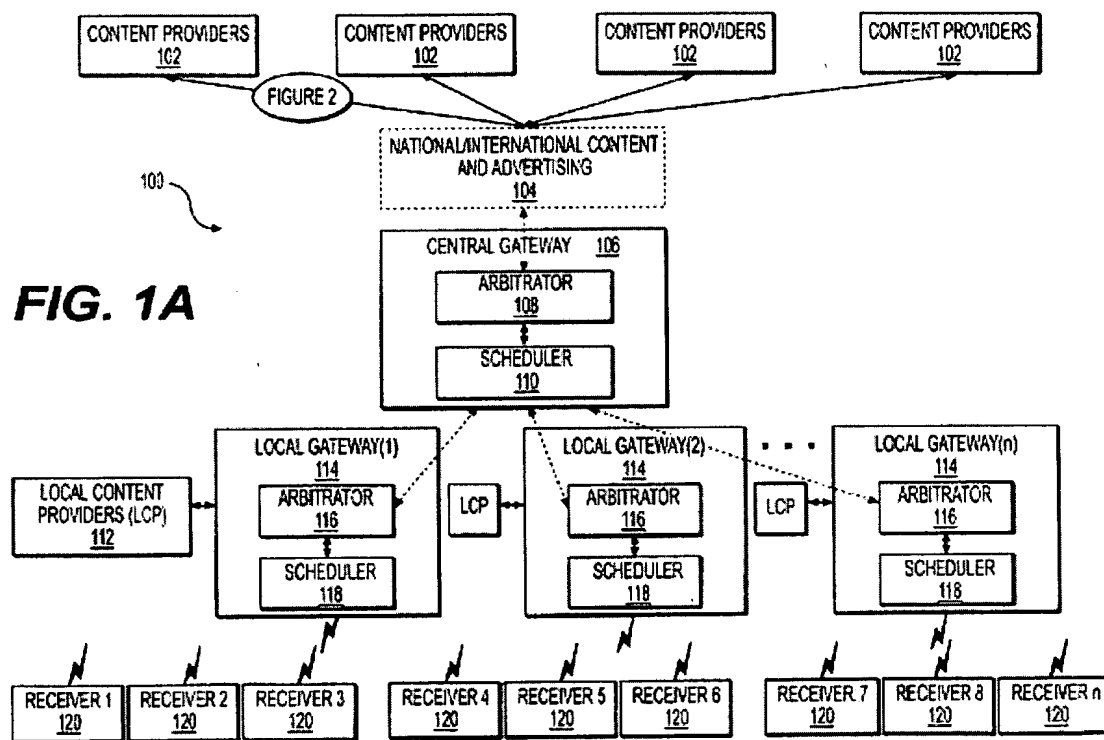 CONTENT PROVIDERS
102
CONTENT PROVIDERS
102
CONTENT PROVIDERS
102
CONTENT PROVIDERS
102
FIGURE 2
NATIONAL/INTERNATIONAL CONTENT
AND ADVERTISING
104
100
CENTRAL GATEWAY 106
ARBITRATOR
108
SCHEDULER
110
FIG. 1A
LOCAL CONTENT
PROVIDERS (LCP)
112
LOCAL GATEWAY(1)
114
ARBITRATOR
116
SCHEDULER
118
LCP
LOCAL GATEWAY(2)
114
ARBITRATOR
116
SCHEDULER
118
LCP
LOCAL GATEWAY(n)
114
ARBITRATOR
116
SCHEDULER
118
RECEIVER 1
120
RECEIVER 2
120
RECEIVER 3
120
RECEIVER 4
120
RECEIVER 5
120
RECEIVER 6
120
RECEIVER 7
120
RECEIVER 8
120
RECEIVER n
120